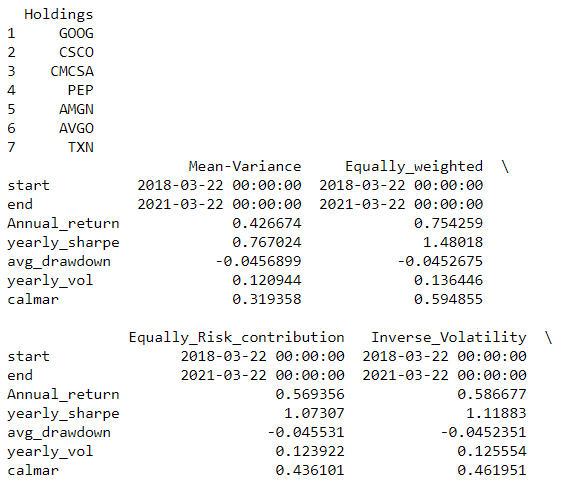 Holdings
1 GOOG
2 CSCO
3 CMCSA
4 PEP
5 AMGN
6 AVGO
7 TXN
Mean-Variance Equally_weighted \
start 2018-03-22 00:00:00 2018-03-22 00:00:00
end 2021-03-22 00:00:00 2021-03-22 00:00:00
Annual_return 0.426674 0.754259
yearly_sharpe 0.767024 1.48018
avg_drawdown -0.0456899 -0.0452675
yearly_vol 0.120944 0.136446
calmar 0.319358 0.594855
Equally_Risk_contribution Inverse_Volatility \
start 2018-03-22 00:00:00 2018-03-22 00:00:00
end 2021-03-22 00:00:00 2021-03-22 00:00:00
Annual_return 0.569356 0.586677
yearly_sharpe 1.07307 1.11883
avg_drawdown -0.045531 -0.0452351
yearly_vol 0.123922 0.125554
calmar 0.436101 0.461951